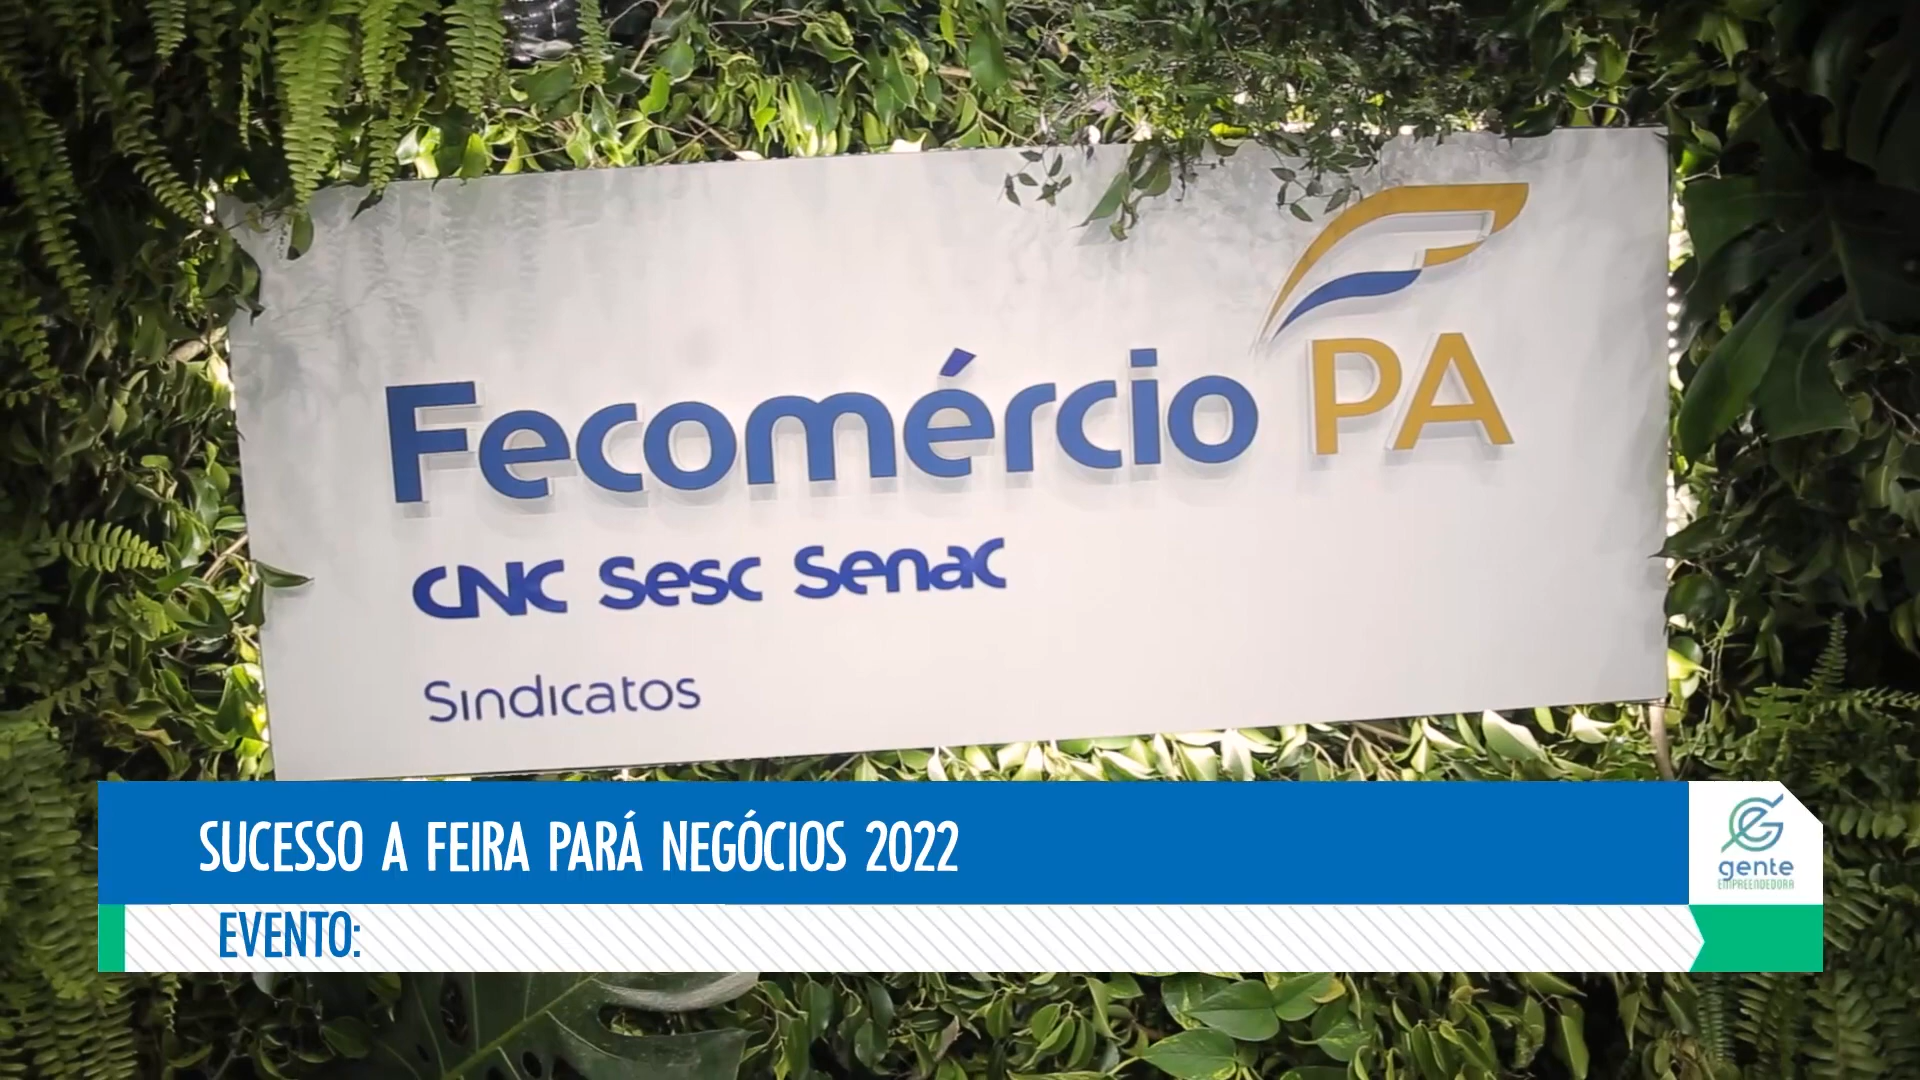 Fecomércio PA
CNC Sesc Senac
Sindicatos
SUCESSO A FEIRA PARÁ NEGÓCIOS 2022
gente
EMPREENDEDORA
EVENTO: